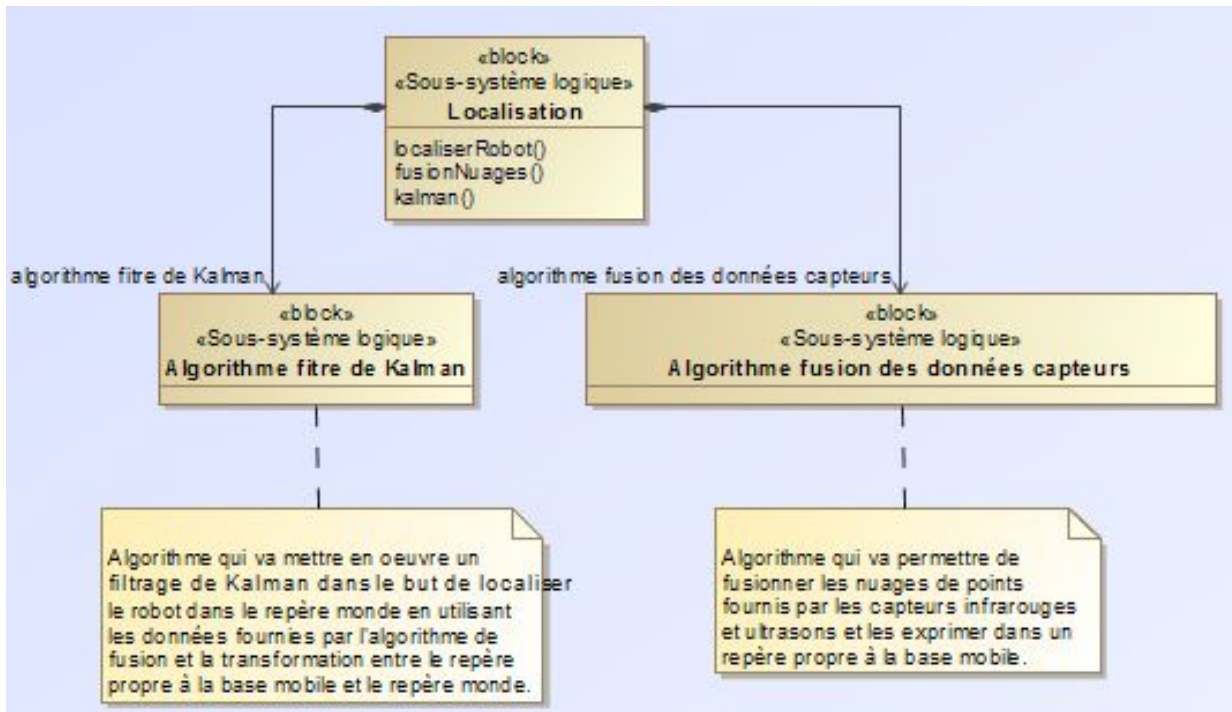 «block»
«Sous-système logique»
Localisation
localiserRobot()
fusionNuages()
kalman()
algorithme fitre de Kalman
algorithme fusion des données capteurs
«block»
«Sous-système logique»
Algorithme fitre de Kalman
«block»
«Sous-système logique»
Algorithme fusion des données capteurs
Algorithme qui va mettre en oeuvre un
filtrage de Kalman dans le but de localiser
le robot dans le repère monde en utilisant
les données fournies par l'algorithme de
fusion et la transformation entre le repère
propre à la base mobile et le repère monde.
Algorithme qui va permettre de
fusionner les nuages de points
fournis par les capteurs infrarouges
et ultrasons et les exprimer dans un
repère propre à la base mobile.